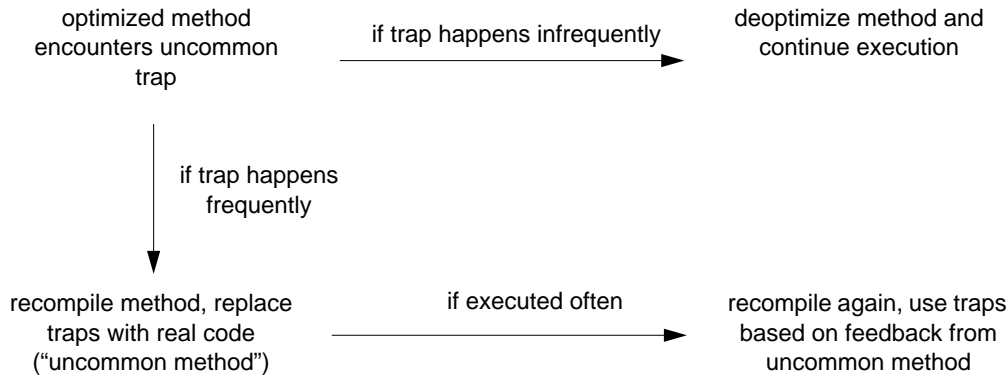 optimized method
encounters uncommon
trap
if trap happens infrequently
deoptimize method and
continue execution
if trap happens
frequently
recompile method, replace
traps with real code
(“uncommon method”)
if executed often
recompile again, use traps
based on feedback from
uncommon method